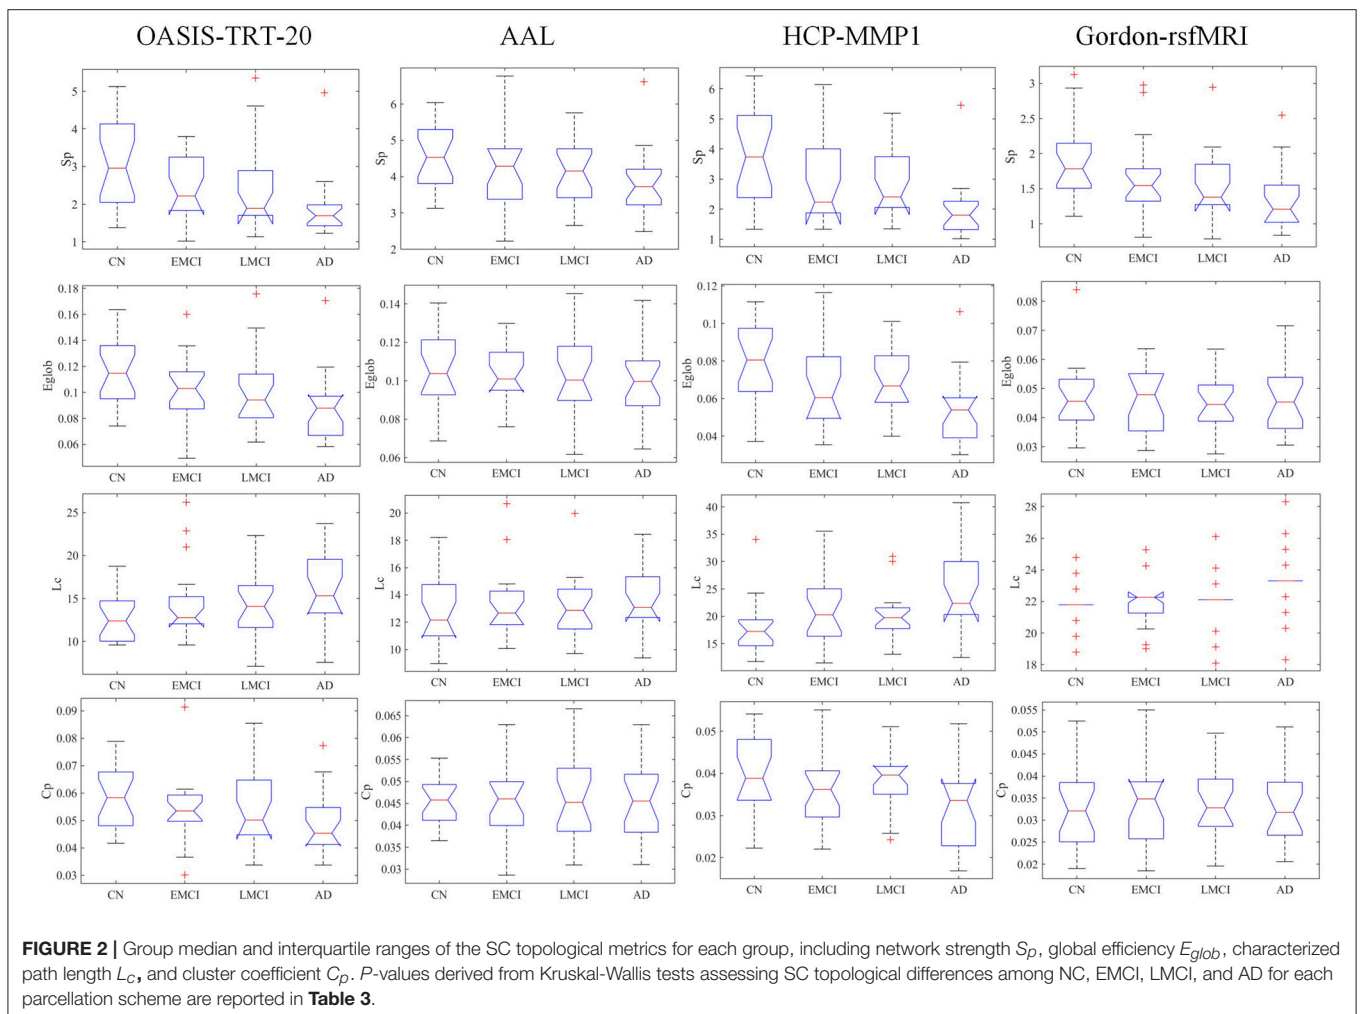 OASIS-TRT-20 AAL HCP-MMP1 Gordon-rsfMRI
Sp
5
4
3
2
1
CN EMCI LMCI AD
Sp
6
5
4
3
2
CN EMCI LMCI AD
Sp
6
5
4
3
2
1
CN EMCI LMCI AD
Sp
3
2.5
2
1.5
1
CN EMCI LMCI AD
Eglob
0.18
0.16
0.14
0.12
0.1
0.08
0.06
CN EMCI LMCI AD
Eglob
0.14
0.12
0.1
0.08
0.06
CN EMCI LMCI AD
Eglob
0.12
0.1
0.08
0.06
0.04
CN EMCI LMCI AD
Eglob
0.08
0.07
0.06
0.05
0.04
0.03
CN EMCI LMCI AD
Lc
25
20
15
10
CN EMCI LMCI AD
Lc
20
18
16
14
12
10
CN EMCI LMCI AD
Lc
40
35
30
25
20
15
CN EMCI LMCI AD
Lc
28
26
24
22
20
18
CN EMCI LMCI AD
Cp
0.09
0.08
0.07
0.06
0.05
0.04
0.03
CN EMCI LMCI AD
Cp
0.065
0.06
0.055
0.05
0.045
0.04
0.035
0.03
CN EMCI LMCI AD
Cp
0.05
0.04
0.03
0.02
CN EMCI LMCI AD
Cp
0.055
0.05
0.045
0.04
0.035
0.03
0.025
0.02
CN EMCI LMCI AD
FIGURE 2 | Group median and interquartile ranges of the SC topological metrics for each group, including network strength Sp, global efficiency Eglob, characterized
path length Lc, and cluster coefficient Cp. P-values derived from Kruskal-Wallis tests assessing SC topological differences among NC, EMCI, LMCI, and AD for each
parcellation scheme are reported in Table 3.